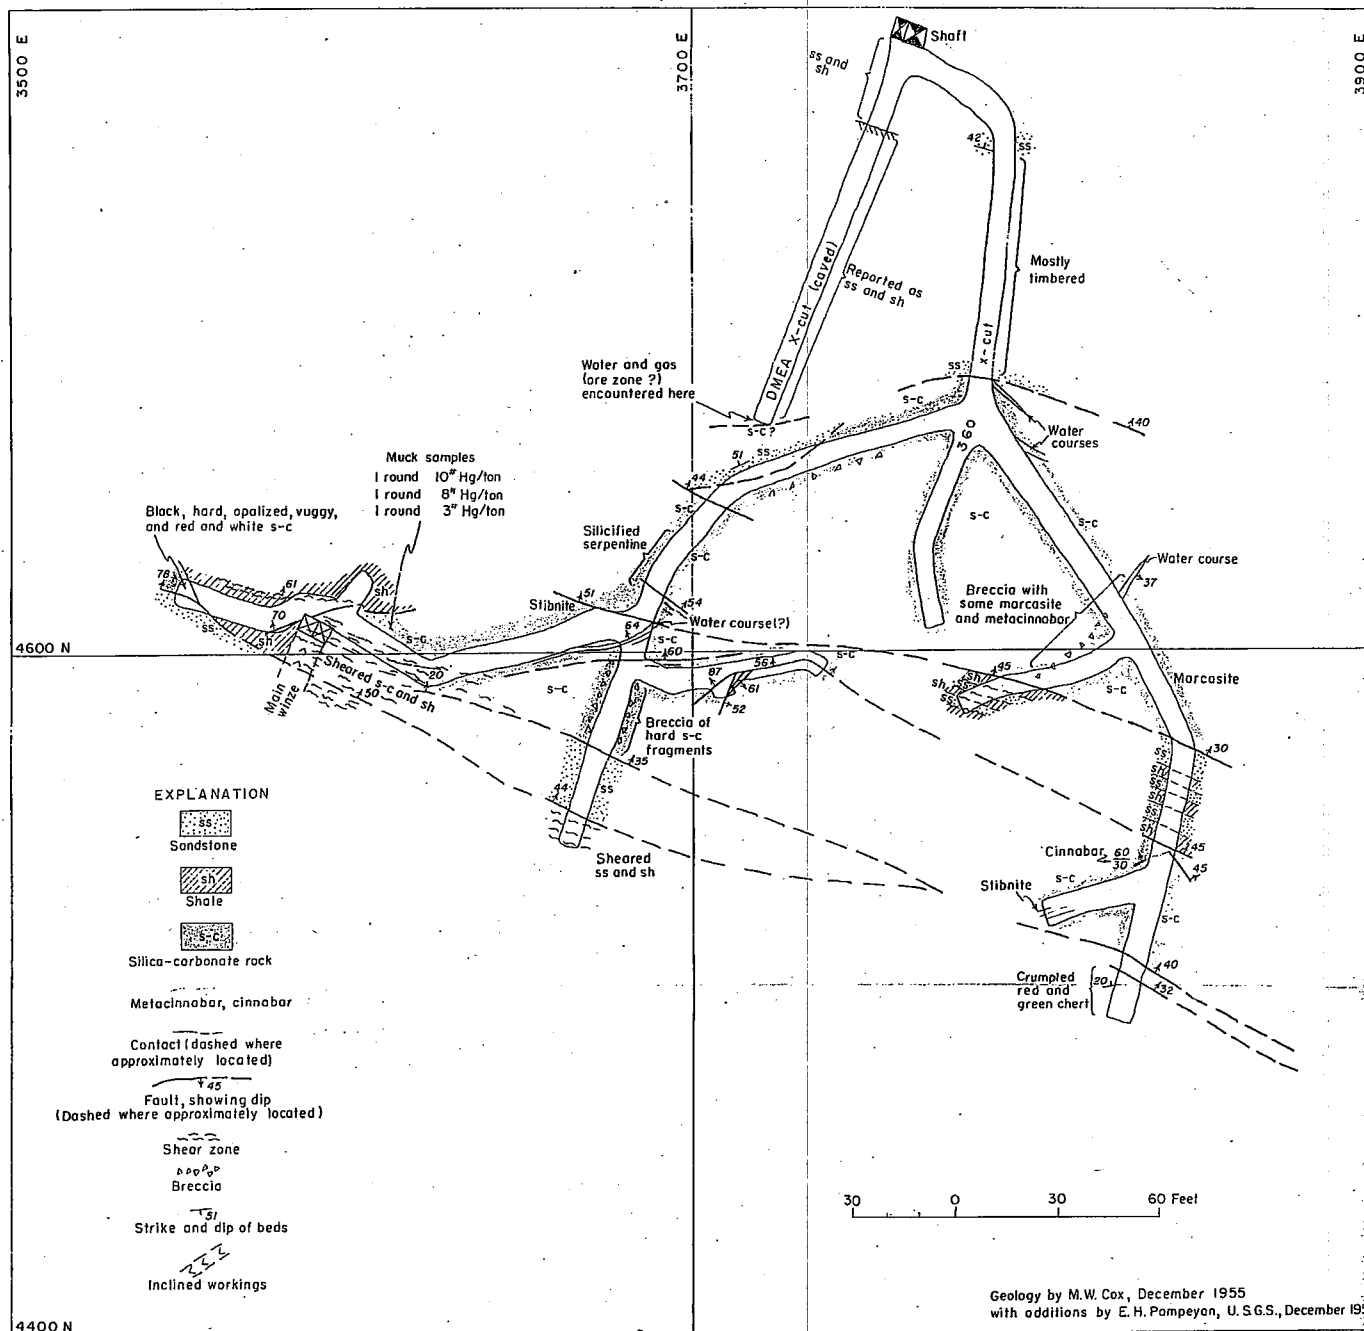 3500 E
3700 E
3900 E
Shaft
ss and
sh
42
ss
Mostly
timbered
DMEA X-cut (caved)
Reported as
ss and sh
x-cut
Water and gas
(ore zone ?)
encountered here
s-c?
ss
s-c
40
Water
courses
360
51
ss
44
s-c
Muck samples
1 round 10# Hg/ton
1 round 8# Hg/ton
1 round 3# Hg/ton
Black, hard, opalized, vuggy,
and red and white s-c
Silicified
serpentine
s-c
s-c
s-c
Water course
37
Breccia with
some marcasite
and metacinnabar
78
61
sh
70
ss
sh
s-c
Stibnite
51
54
64
Water course(?)
s-c
60
4600 N
Main
winze
Sheared s-c and sh
50
20
s-c
87
56
s-c
61
52
45
sh
sh
ss
ss
s-c
Marcasite
Breccia of
hard s-c
fragments
35
30
44
ss
Sheared
ss and sh
Cinnabar
60
30
45
45
Stibnite
s-c
s-c
Crumpled
red and
green chert
20
40
32
EXPLANATION
ss
Sandstone
sh
Shale
s-c
Silica-carbonate rock
Metacinnabar, cinnabar
Contact (dashed where
approximately located)
45
Fault, showing dip
(Dashed where approximately located)
Shear zone
Breccia
51
Strike and dip of beds
Inclined workings
30 0 30 60 Feet
Geology by M.W. Cox, December 1955
with additions by E.H. Pampeyan, U.S.G.S., December
4400 N